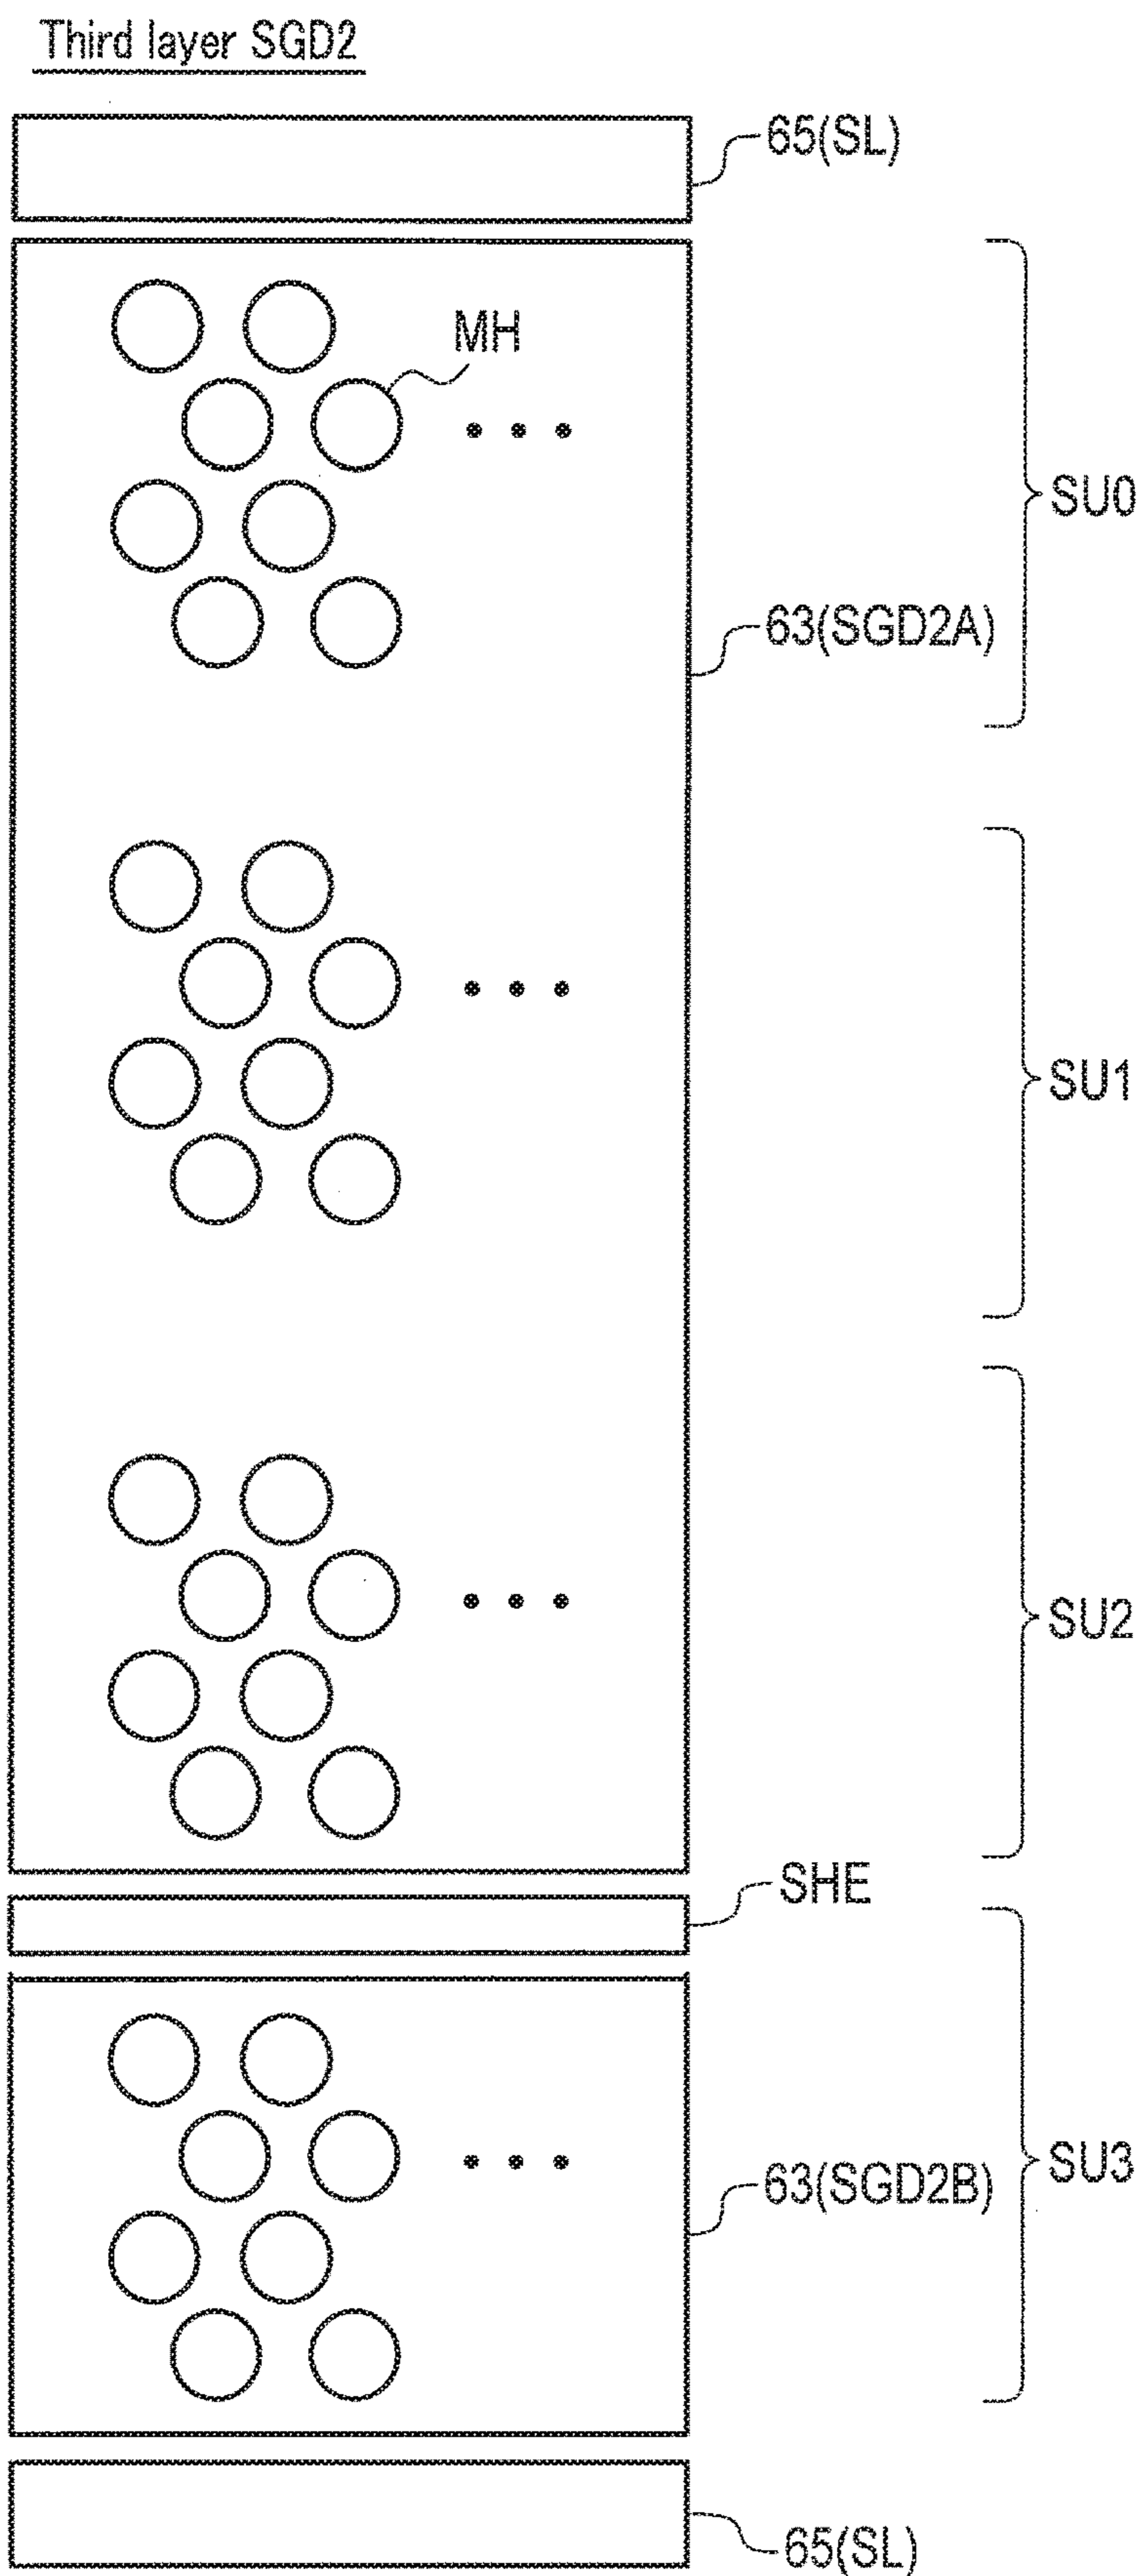 Third layer SGD2
65(SL)
MH
SU0
63(SGD2A)
SU1
SU2
SHE
SU3
63(SGD2B)
65(SL)